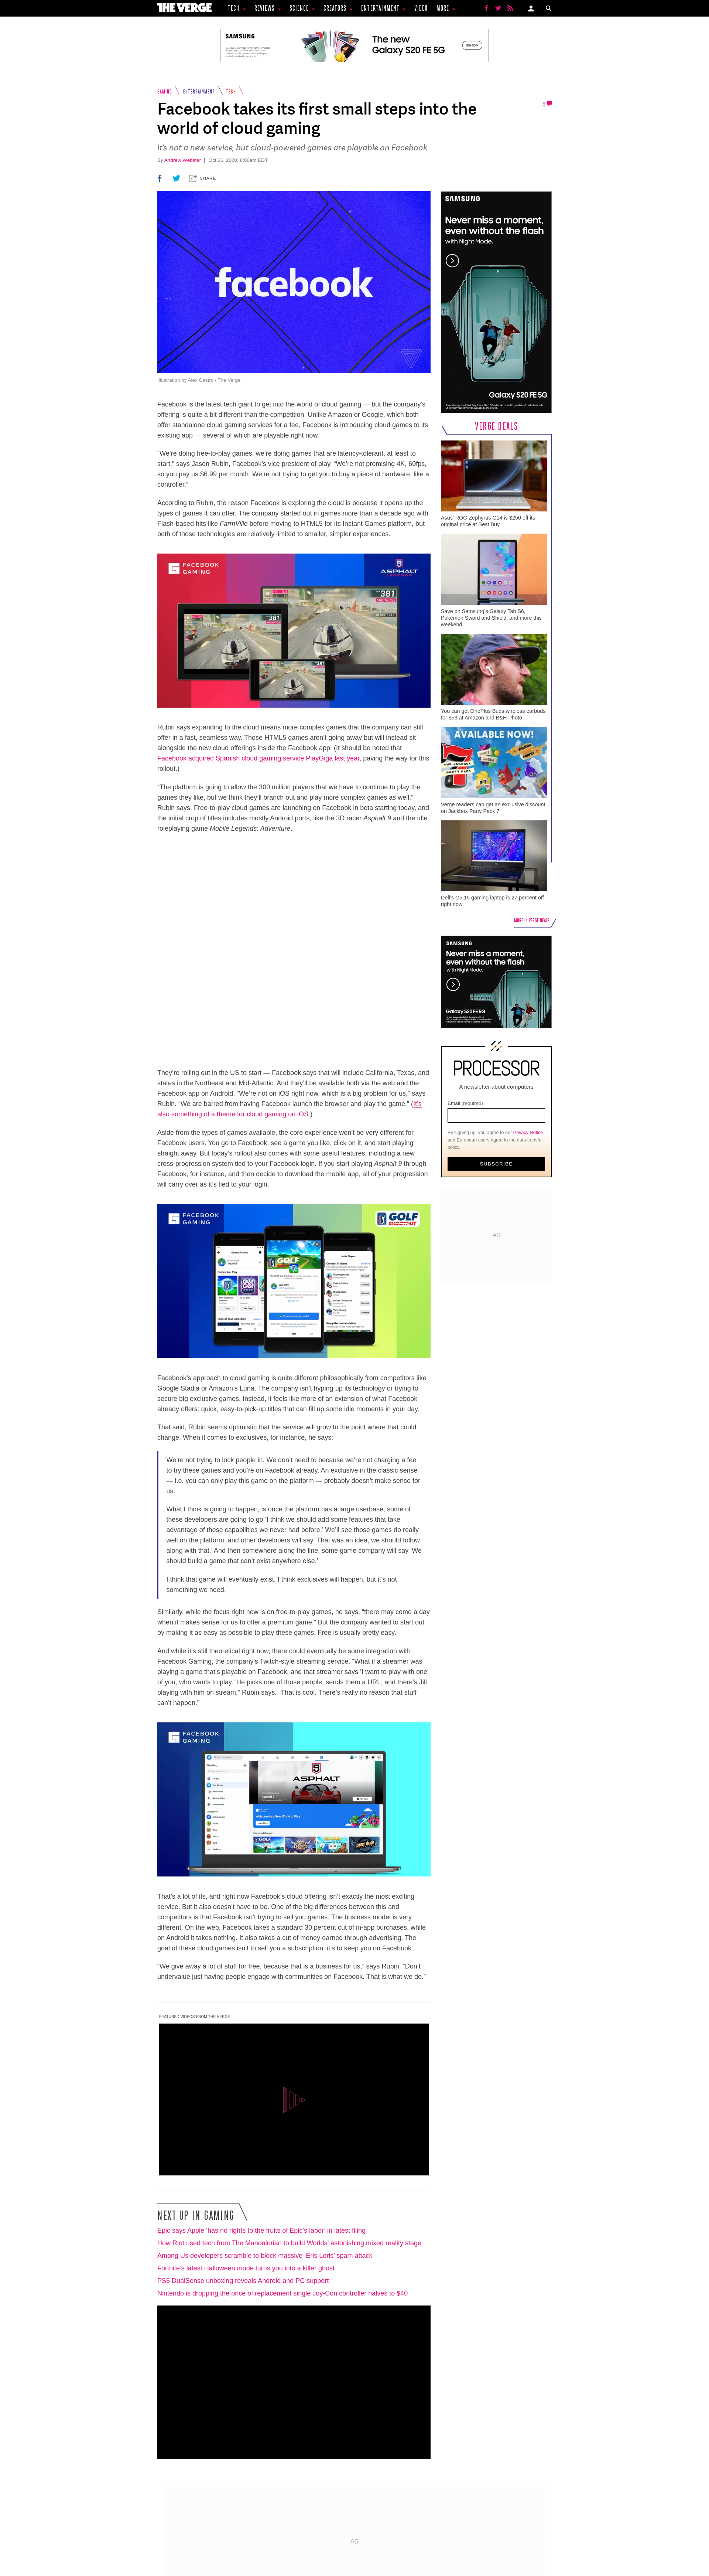 THE VERGE
TECH
REVIEWS
SCIENCE
CREATORS
ENTERTAINMENT
VIDEO
MORE
SAMSUNG
The new
Galaxy S20 FE 5G
BUY NOW
GAMING
ENTERTAINMENT
TECH
Facebook takes its first small steps into the
world of cloud gaming
9
It's not a new service, but cloud-powered games are playable on Facebook
By Andrew Webster | Oct 26, 2020, 6:00am EDT
SHARE
facebook
Illustration by Alex Castro / The Verge
Facebook is the latest tech giant to get into the world of cloud gaming — but the company's
offering is quite a bit different than the competition. Unlike Amazon or Google, which both
offer standalone cloud gaming services for a fee, Facebook is introducing cloud games to its
existing app — several of which are playable right now.
"We're doing free-to-play games, we're doing games that are latency-tolerant, at least to
start," says Jason Rubin, Facebook's vice president of play. "We're not promising 4K, 60fps,
so you pay us $6.99 per month. We're not trying to get you to buy a piece of hardware, like a
controller."
According to Rubin, the reason Facebook is exploring the cloud is because it opens up the
types of games it can offer. The company started out in games more than a decade ago with
Flash-based hits like FarmVille before moving to HTML5 for its Instant Games platform, but
both of those technologies are relatively limited to smaller, simpler experiences.
FACEBOOK
GAMING
ASPHALT
381
381
Rubin says expanding to the cloud means more complex games that the company can still
offer in a F2P format. Those HTML5 games aren't going away but will instead sit
alongside the new cloud offerings inside the Facebook app. (It should be noted that
Facebook acquired Spanish cloud gaming service PlayGiga last year, paving the way for this
rollout.)
"The platform is going to allow the 300 million players that we have to continue to play the
games they like, but we think they'll branch out and play more complex games as well,"
Rubin says. Free-to-play cloud games are launching on Facebook in beta starting today, and
the initial crop of titles includes mostly Android ports, like the 3D racer Asphalt 9 and the idle
roleplaying game Mobile Legends: Adventure.
They're rolling out in the US to start — Facebook says that will include California, Texas, and
states in the Northeast and Mid-Atlantic. And they'll be available both via the web and the
Facebook app on Android. "We're not on iOS right now, which is a big problem for us," says
Rubin. "We are barred from having Facebook launch the browser and play the game." (It's
also something of a theme for cloud gaming on iOS.)
Aside from the types of games available, the core experience won't be very different for
Facebook users. You go to Facebook, see a game you like, click on it, and start playing
straight away. But today's rollout also comes with some useful features, including a new
cross-progression system tied to your Facebook login. If you start playing Asphalt 9 through
Facebook, for instance, and then decide to download the mobile app, all of your progression
will carry over as it's tied to your login.
FACEBOOK
GAMING
GOLF
SHOOTOUT
GOLF
Facebook's approach to cloud gaming is quite different philosophically from competitors like
Google Stadia or Amazon's Luna. The company isn't hyping up its technology or trying to
secure big exclusive games. Instead, it feels like more of an extension of what Facebook
already offers: quick, easy-to-pick-up titles that can fill up some idle moments in your day.
That said, Rubin seems optimistic that the service will grow to the point where that could
change. When it comes to exclusives, for instance, he says:
We're not trying to lock people in. We don't need to because we're not charging a fee
to try these games and you're on Facebook already. An exclusive in the classic sense
— i.e. you can only play this game on the platform — probably doesn't make sense for
us.
What I think is going to happen, is once the platform has a large userbase, some of
these developers are going to go 'I think we should add some features that take
advantage of these capabilities we never had before.' We'll see those games do really
well on the platform, and other developers will say 'That was an idea, we should follow
along with that.' And then somewhere along the line, some game company will say 'We
should build a game that can't exist anywhere else.'
I think that game will eventually exist. I think exclusives will happen, but it's not
something we need.
Similarly, while the focus right now is on free-to-play games, he says, "there may come a day
when it makes sense for us to offer a premium game." But the company wanted to start out
by making it as easy as possible to play these games. Free is usually pretty easy.
And while it's still theoretical right now, there could eventually be some integration with
Facebook Gaming, the company's Twitch-style streaming service. "What if a streamer was
playing a game that's playable on Facebook, and that streamer says 'I want to play with one
of you, who wants to play.' He picks one of those people, sends them a URL, and there's Jill
playing with him on stream," Rubin says. "That is cool. There's really no reason that stuff
can't happen."
FACEBOOK
GAMING
ASPHALT
GOLF
That's a lot of ifs, and right now Facebook's cloud offering isn't exactly the most exciting
service. But it also doesn't have to be. One of the big differences between this and
competitors is that Facebook isn't trying to sell you games. The business model is very
different. On the web, Facebook takes a standard 30 percent cut of in-app purchases, while
on Android it takes nothing. It also takes a cut of money earned through advertising. The
goal of these cloud games isn't to sell you a subscription: it's to keep you on Facebook.
"We give away a lot of stuff for free, because that is a business for us," says Rubin. "Don't
undervalue just having people engage with communities on Facebook. That is what we do."
FEATURED VIDEOS FROM THE VERGE
NEXT UP IN GAMING
Epic says Apple 'has no rights to the fruits of Epic's labor' in latest filing
How Riot used tech from The Mandalorian to build Worlds' astonishing mixed reality stage
Among Us developers scramble to block massive 'Eris Loris' spam attack
Fortnite's latest Halloween mode turns you into a killer ghost
PS5 DualSense unboxing reveals Android and PC support
Nintendo is dropping the price of replacement single Joy-Con controller halves to $40
AD
SAMSUNG
Never miss a moment,
even without the flash
with Night Mode.
Galaxy S20 FE 5G
VERGE DEALS
Asus' ROG Zephyrus G14 is $250 off its
original price at Best Buy
Save on Samsung's Galaxy Tab S6,
Pokémon Sword and Shield, and more this
weekend
You can get OnePlus Buds wireless earbuds
for $59 at Amazon and B&H Photo
AVAILABLE NOW!
Verge readers can get an exclusive discount
on Jackbox Party Pack 7
Dell's G5 15 gaming laptop is 27 percent off
right now
MORE IN VERGE DEALS
SAMSUNG
Never miss a moment,
even without the flash
with Night Mode.
Galaxy S20 FE 5G
PROCESSOR
A newsletter about computers
Email (required)
By signing up, you agree to our Privacy Notice
and European users agree to the data transfer
policy.
SUBSCRIBE
AD